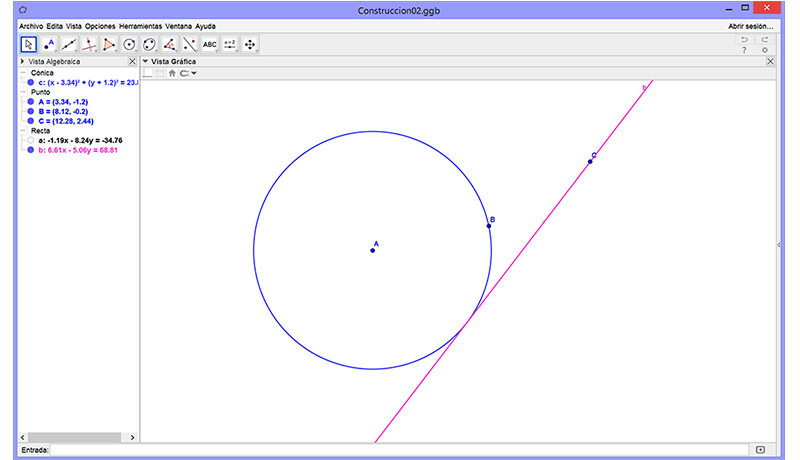 Construccion02.ggb
Archivo Edita Vista Opciones Herramientas Ventana Ayuda
Abrir sesión...
A
ABC
a=2
?
Vista Algebraica
Vista Gráfica
Cónica
c: (x - 3.34)² + (y + 1.2)² = 23.8
Punto
A = (3.34, -1.2)
B = (8.12, -0.2)
C = (12.28, 2.44)
Recta
a: -1.19x - 8.24y = -34.76
b: 6.61x - 5.06y = 68.81
b
C
B
A
Entrada: